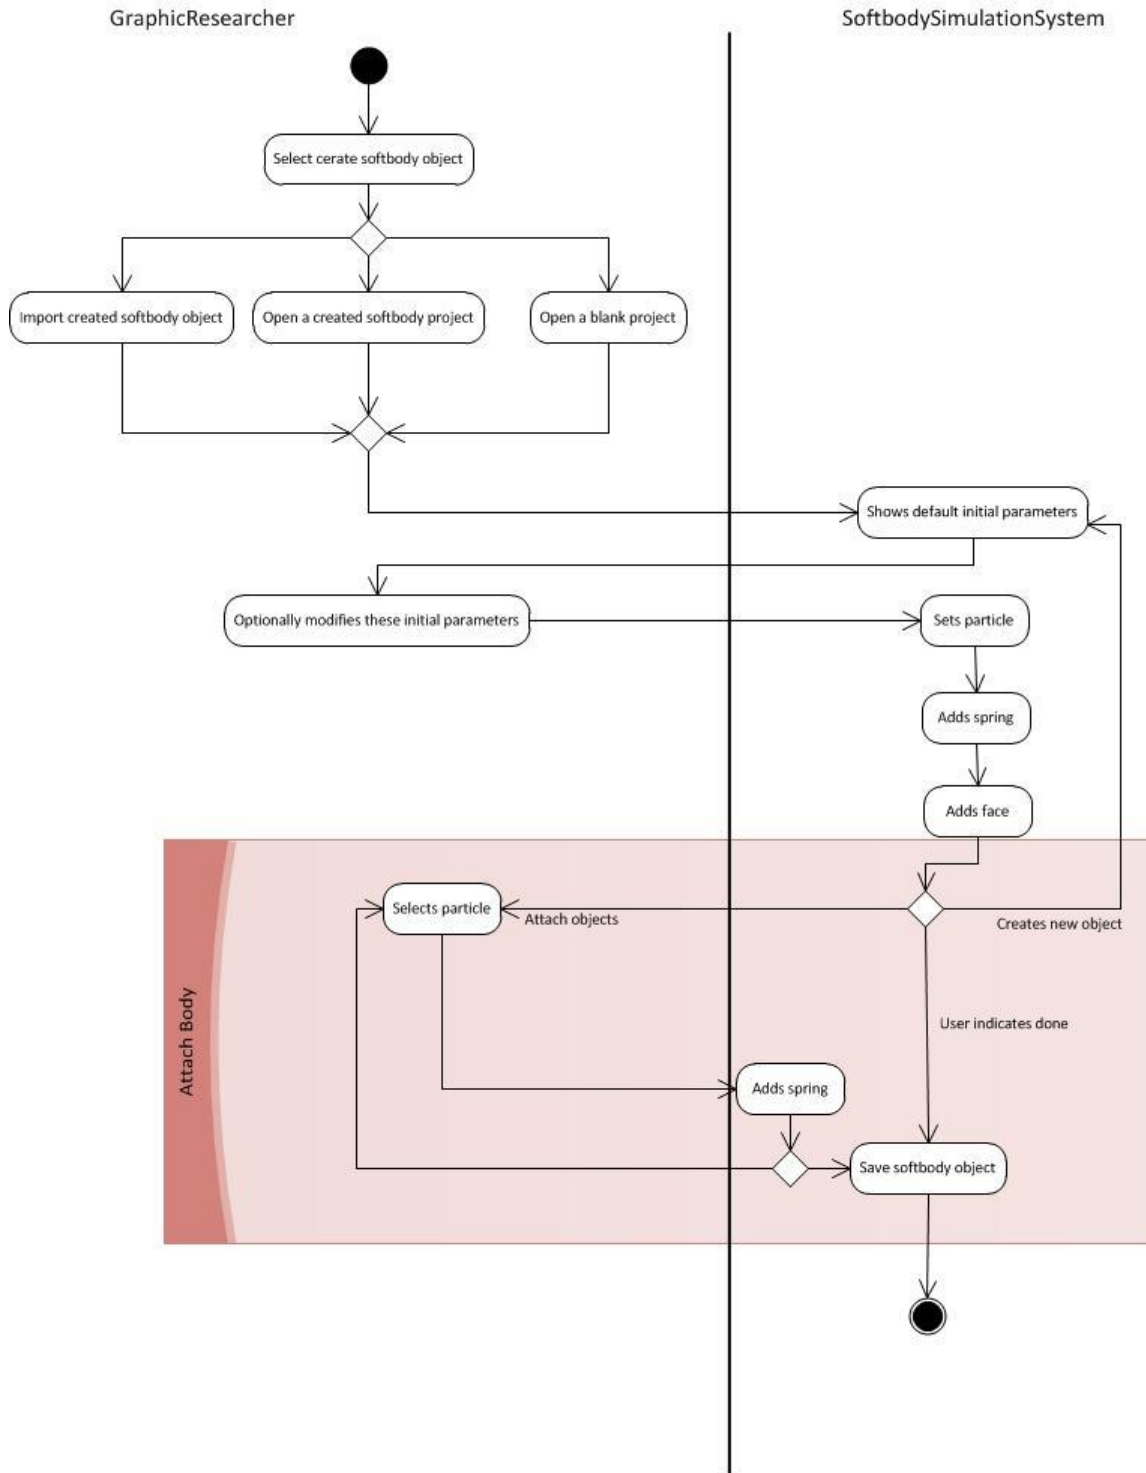 GraphicResearcher
SoftbodySimulationSystem
Select cerate softbody object
Import created softbody object
Open a created softbody project
Open a blank project
Shows default initial parameters
Optionally modifies these initial parameters
Sets particle
Adds spring
Adds face
Selects particle
Attach objects
Creates new object
Attach Body
User indicates done
Adds spring
Save softbody object